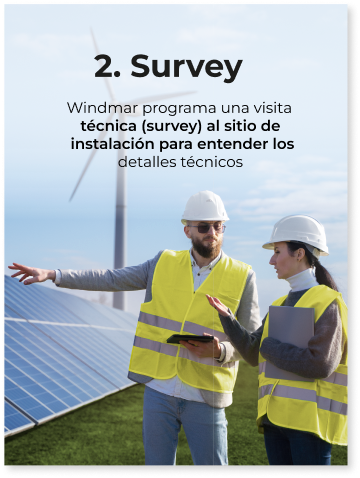 2. Survey
Windmar programa una visita
técnica (survey) al sitio de
instalación para entender los
detalles técnicos